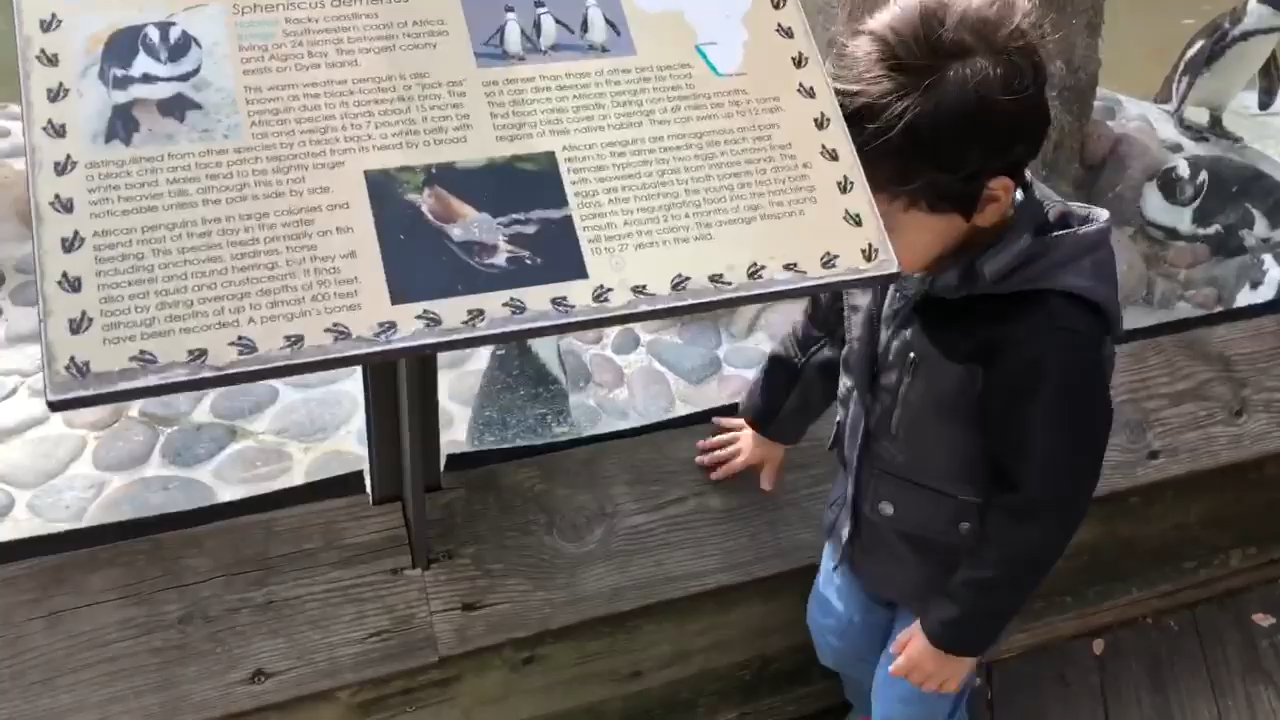 Spheniscus demersus
Habitat: Rocky coastlines
Range: Southwestern coast of Africa,
living on 24 islands between Namibia
and Algoa Bay. The largest colony
exists on Dyer Island.
This warm weather penguin is also
known as the black-footed, or "jack-ass"
penguin due to its donkey-like bray. The
African species stands about 15 inches
tall and weighs 6 to 7 pounds. It can be
distinguished from other species by a black back, a white belly with
a black chin and face patch separated from its head by a broad
white band. Males tend to be slightly larger
with heavier bills, although this is not
noticeable unless the pair is side by side.
African penguins live in large colonies and
spend most of their day in the water
feeding. This species feeds primarily on fish
including anchovies, sardines, horse
mackerel and round herrings, but they will
also eat squid and crustaceans. It finds
food by diving average depths of 90 feet,
although depths of up to almost 400 feet
have been recorded. A penguin's bones
are denser than those of other bird species,
so it can dive deeper in the water for food.
The distance an African penguin travels to
find food varies greatly. During non-breeding months,
foraging birds cover an average of 69 miles per trip in some
regions of their native habitat. They can swim up to 12 mph.
African penguins are monogamous and pairs
return to the same breeding site each year.
Females typically lay two eggs in burrows lined
with seaweed or grass from inshore islands. The
eggs are incubated by both parents for about 40
days. After hatching, the young are fed by both
parents by regurgitating food into the hatchlings
mouth. Around 2 to 4 months of age, the young
will leave the colony. The average lifespan is
10 to 27 years in the wild.